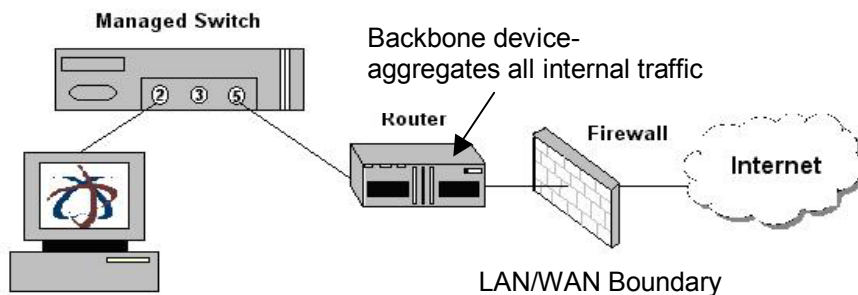 Managed Switch
Backbone device-
aggregates all internal traffic
2 3 5
Router
Firewall
Internet
LAN/WAN Boundary